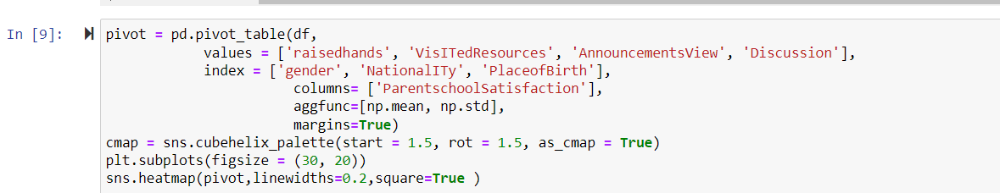 In [9]:
pivot = pd.pivot_table(df,
values = ['raisedhands', 'VisITedResources', 'AnnouncementsView', 'Discussion'],
index = ['gender', 'NationalITy', 'PlaceofBirth'],
columns= ['ParentschoolSatisfaction'],
aggfunc=[np.mean, np.std],
margins=True)
cmap = sns.cubehelix_palette(start = 1.5, rot = 1.5, as_cmap = True)
plt.subplots(figsize = (30, 20))
sns.heatmap(pivot,linewidths=0.2,square=True )